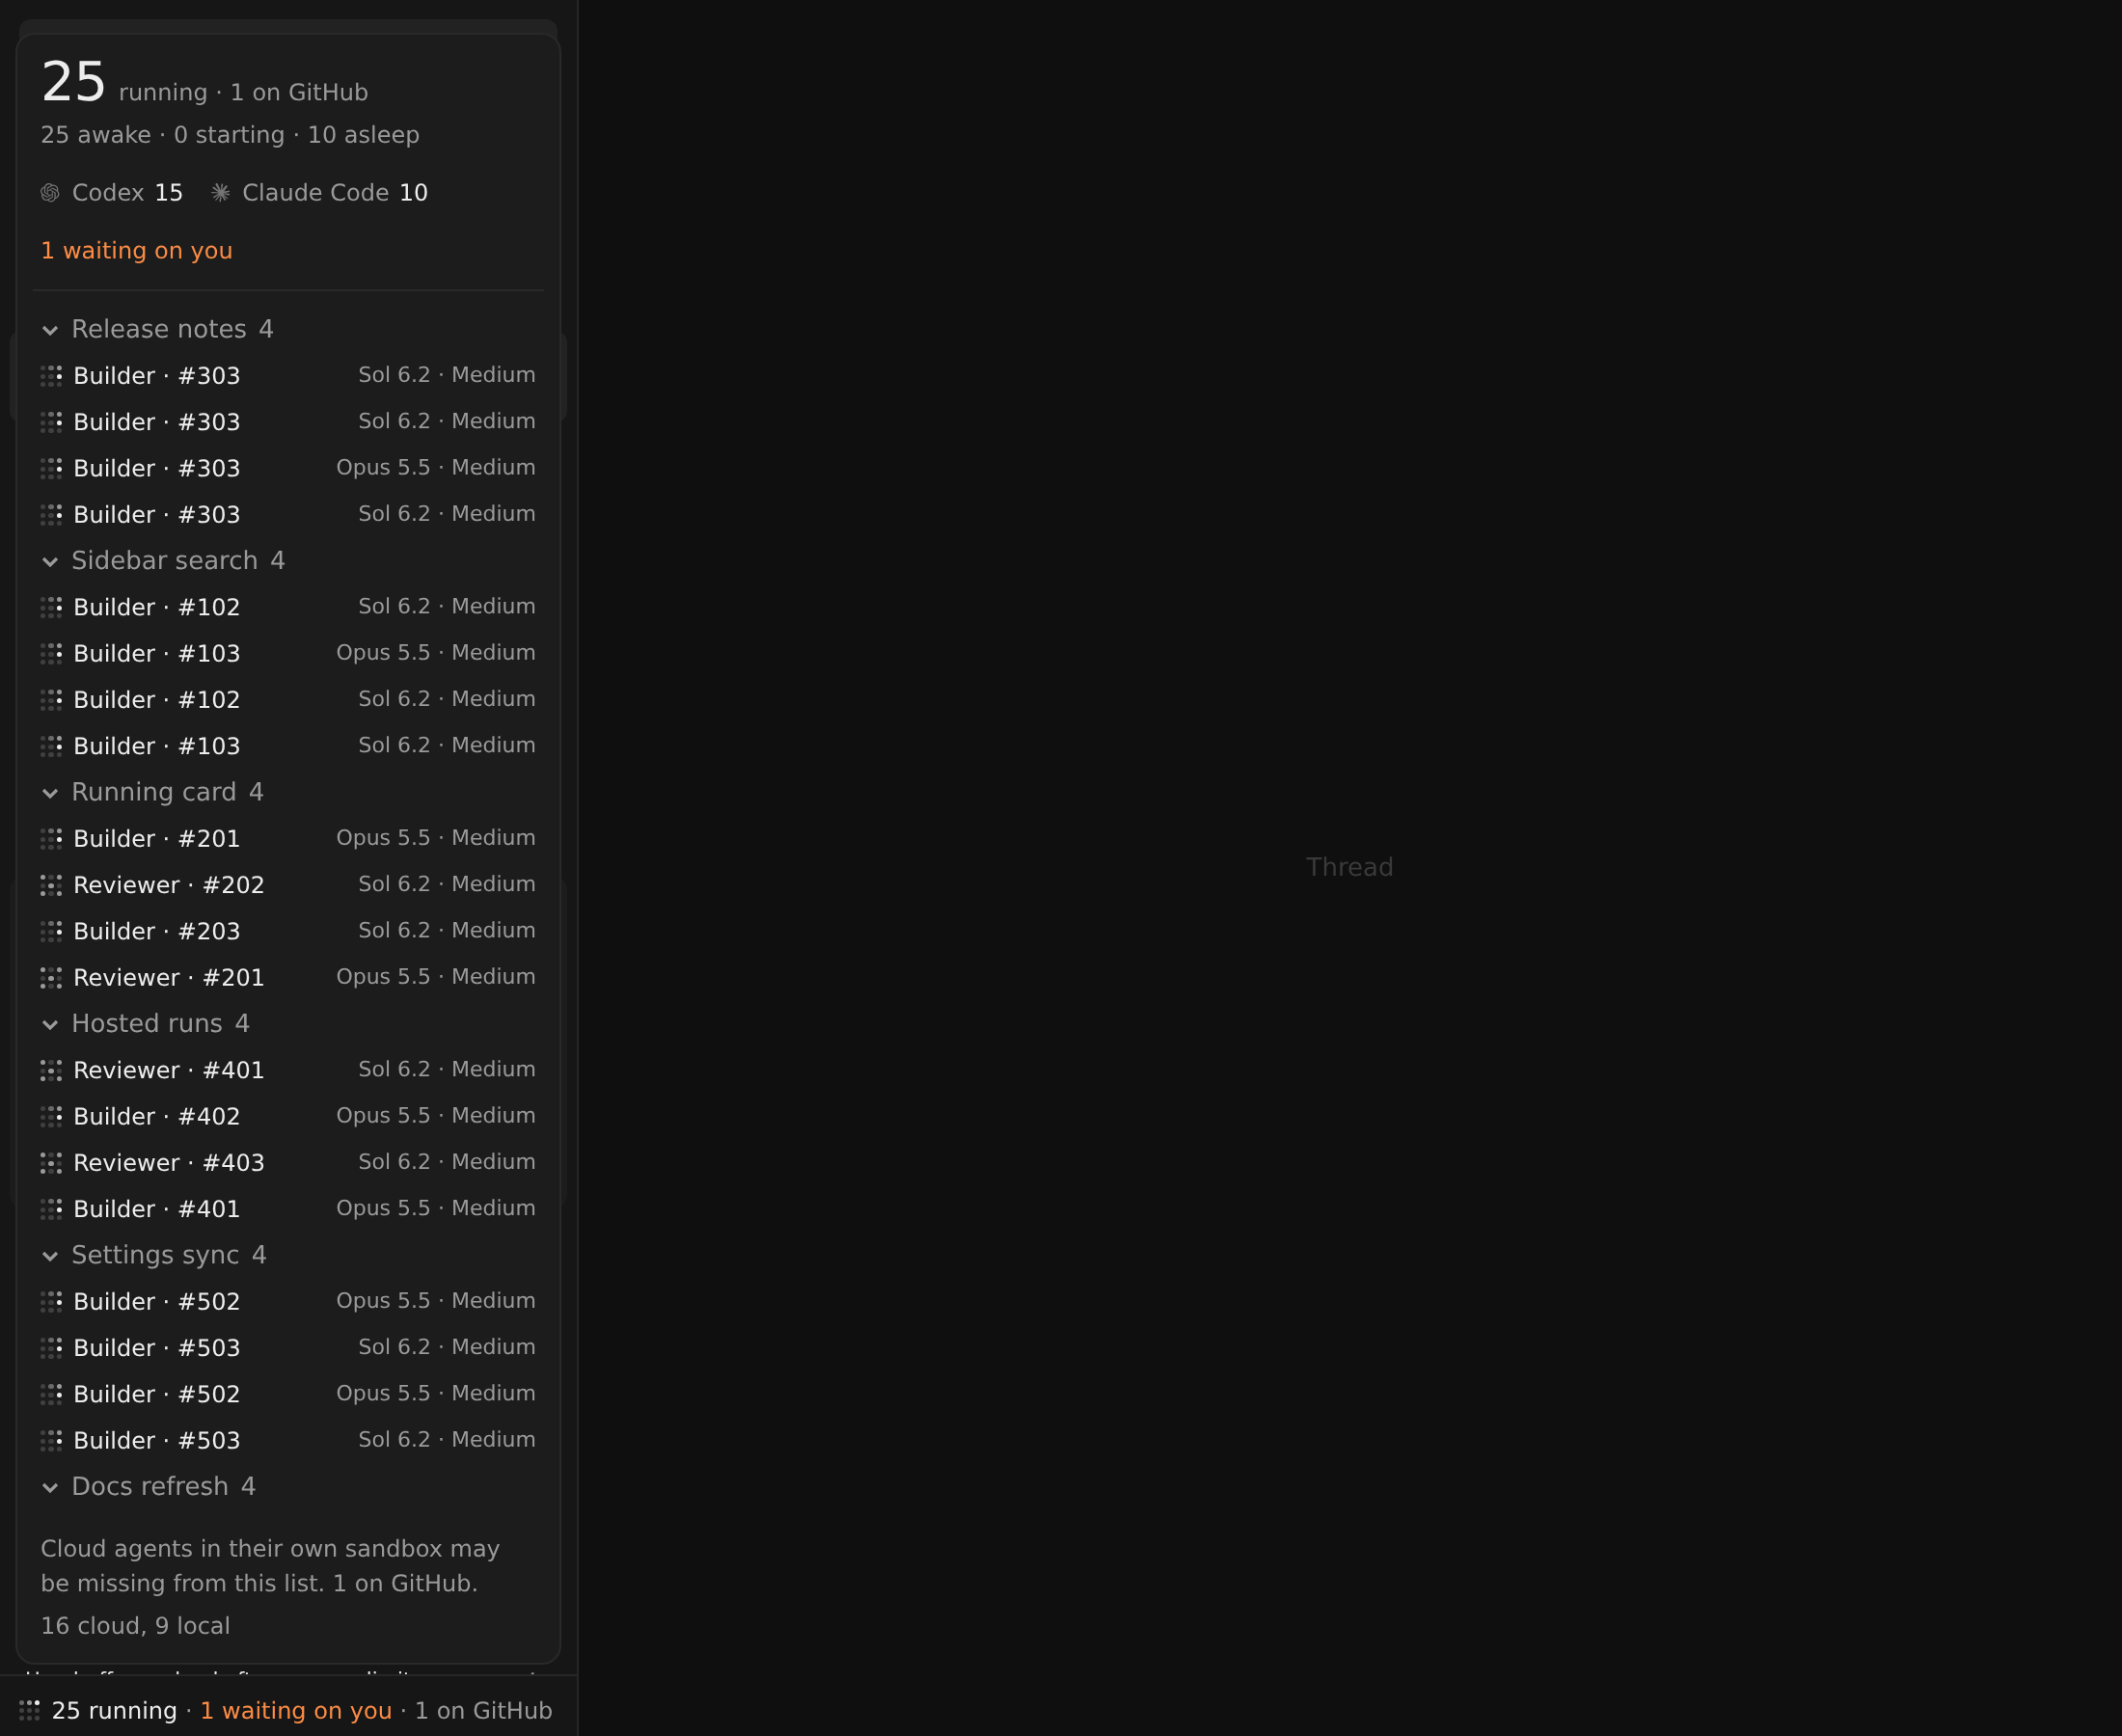 25 running · 1 on GitHub
25 awake · 0 starting · 10 asleep
Codex 15 Claude Code 10
1 waiting on you
Release notes 4
Builder · #303 Sol 6.2 · Medium
Builder · #303 Sol 6.2 · Medium
Builder · #303 Opus 5.5 · Medium
Builder · #303 Sol 6.2 · Medium
Sidebar search 4
Builder · #102 Sol 6.2 · Medium
Builder · #103 Opus 5.5 · Medium
Builder · #102 Sol 6.2 · Medium
Builder · #103 Sol 6.2 · Medium
Running card 4
Builder · #201 Opus 5.5 · Medium
Reviewer · #202 Sol 6.2 · Medium
Builder · #203 Sol 6.2 · Medium
Reviewer · #201 Opus 5.5 · Medium
Hosted runs 4
Reviewer · #401 Sol 6.2 · Medium
Builder · #402 Opus 5.5 · Medium
Reviewer · #403 Sol 6.2 · Medium
Builder · #401 Opus 5.5 · Medium
Settings sync 4
Builder · #502 Opus 5.5 · Medium
Builder · #503 Sol 6.2 · Medium
Builder · #502 Opus 5.5 · Medium
Builder · #503 Sol 6.2 · Medium
Docs refresh 4
Cloud agents in their own sandbox may
be missing from this list. 1 on GitHub.
16 cloud, 9 local
25 running · 1 waiting on you · 1 on GitHub
Thread